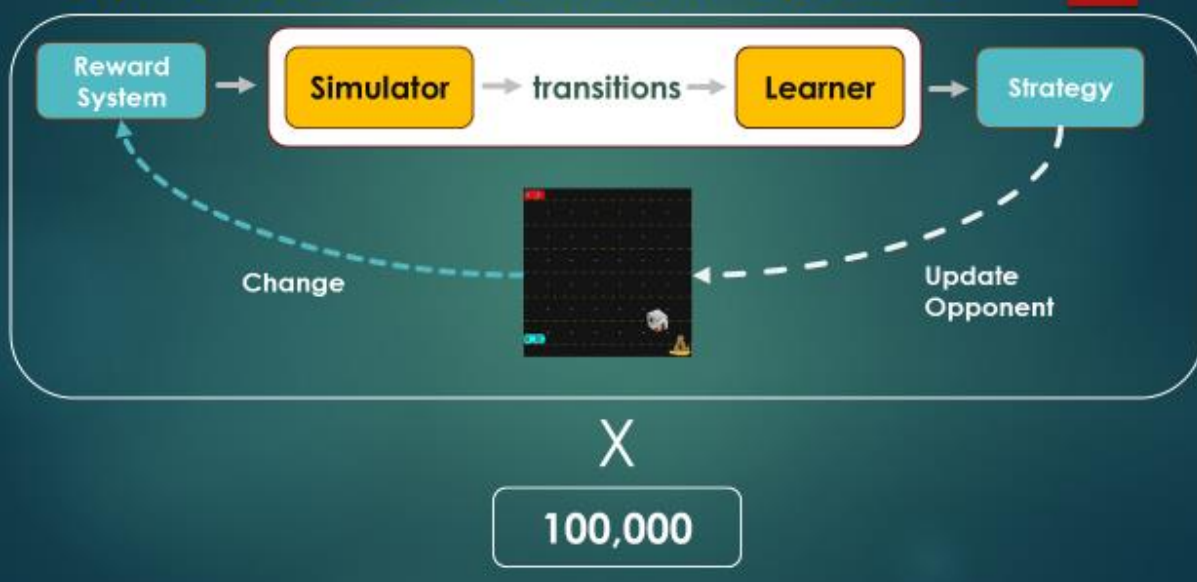 Reward
System
Simulator
transitions
Learner
Strategy
Change
Update
Opponent
X
100,000